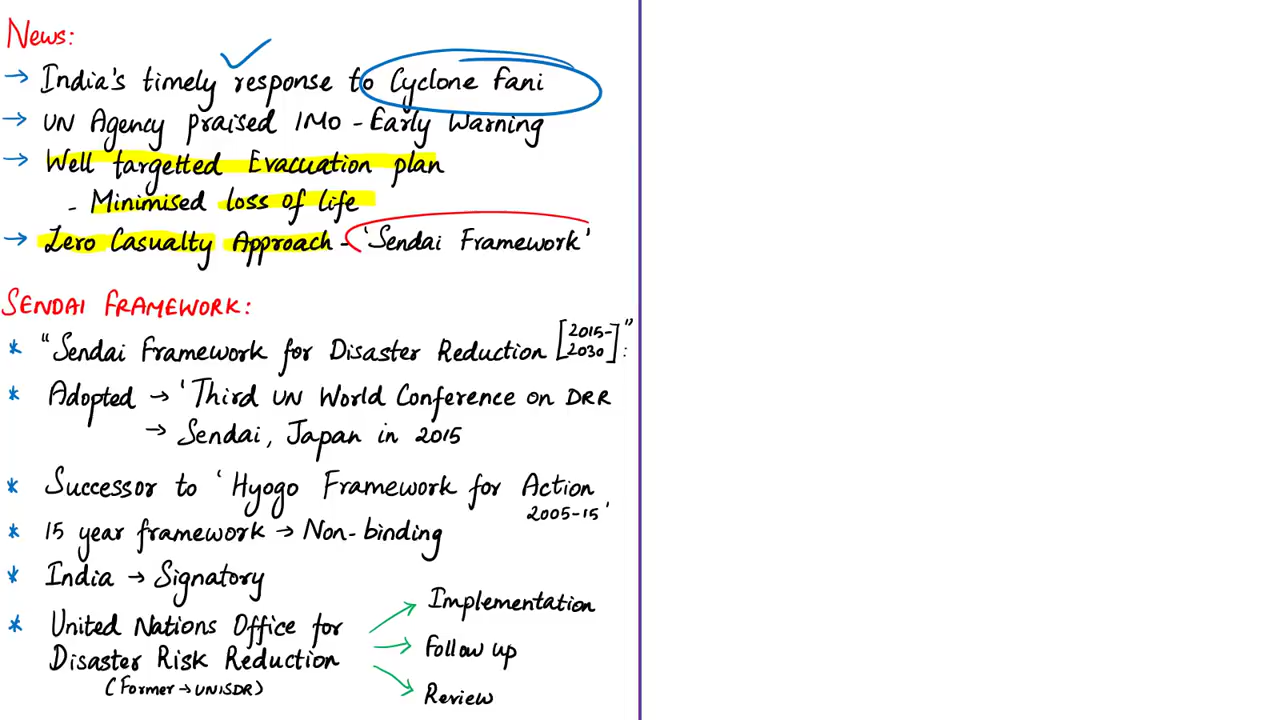 News:
→ India's timely response to Cyclone Fani
→ UN Agency praised IMO - Early Warning
→ Well targetted Evacuation plan
- Minimised loss of life
→ Zero Casualty Approach - 'Sendai Framework'
SENDAI FRAMEWORK:
* "Sendai Framework for Disaster Reduction [2015-2030]":
* Adopted → 'Third UN World Conference on DRR
→ Sendai, Japan in 2015
* Successor to 'Hyogo Framework for Action
2005-15'
* 15 year framework → Non-binding
* India → Signatory
* United Nations Office for
Disaster Risk Reduction
(Former → UNISDR)
Implementation
Follow up
Review